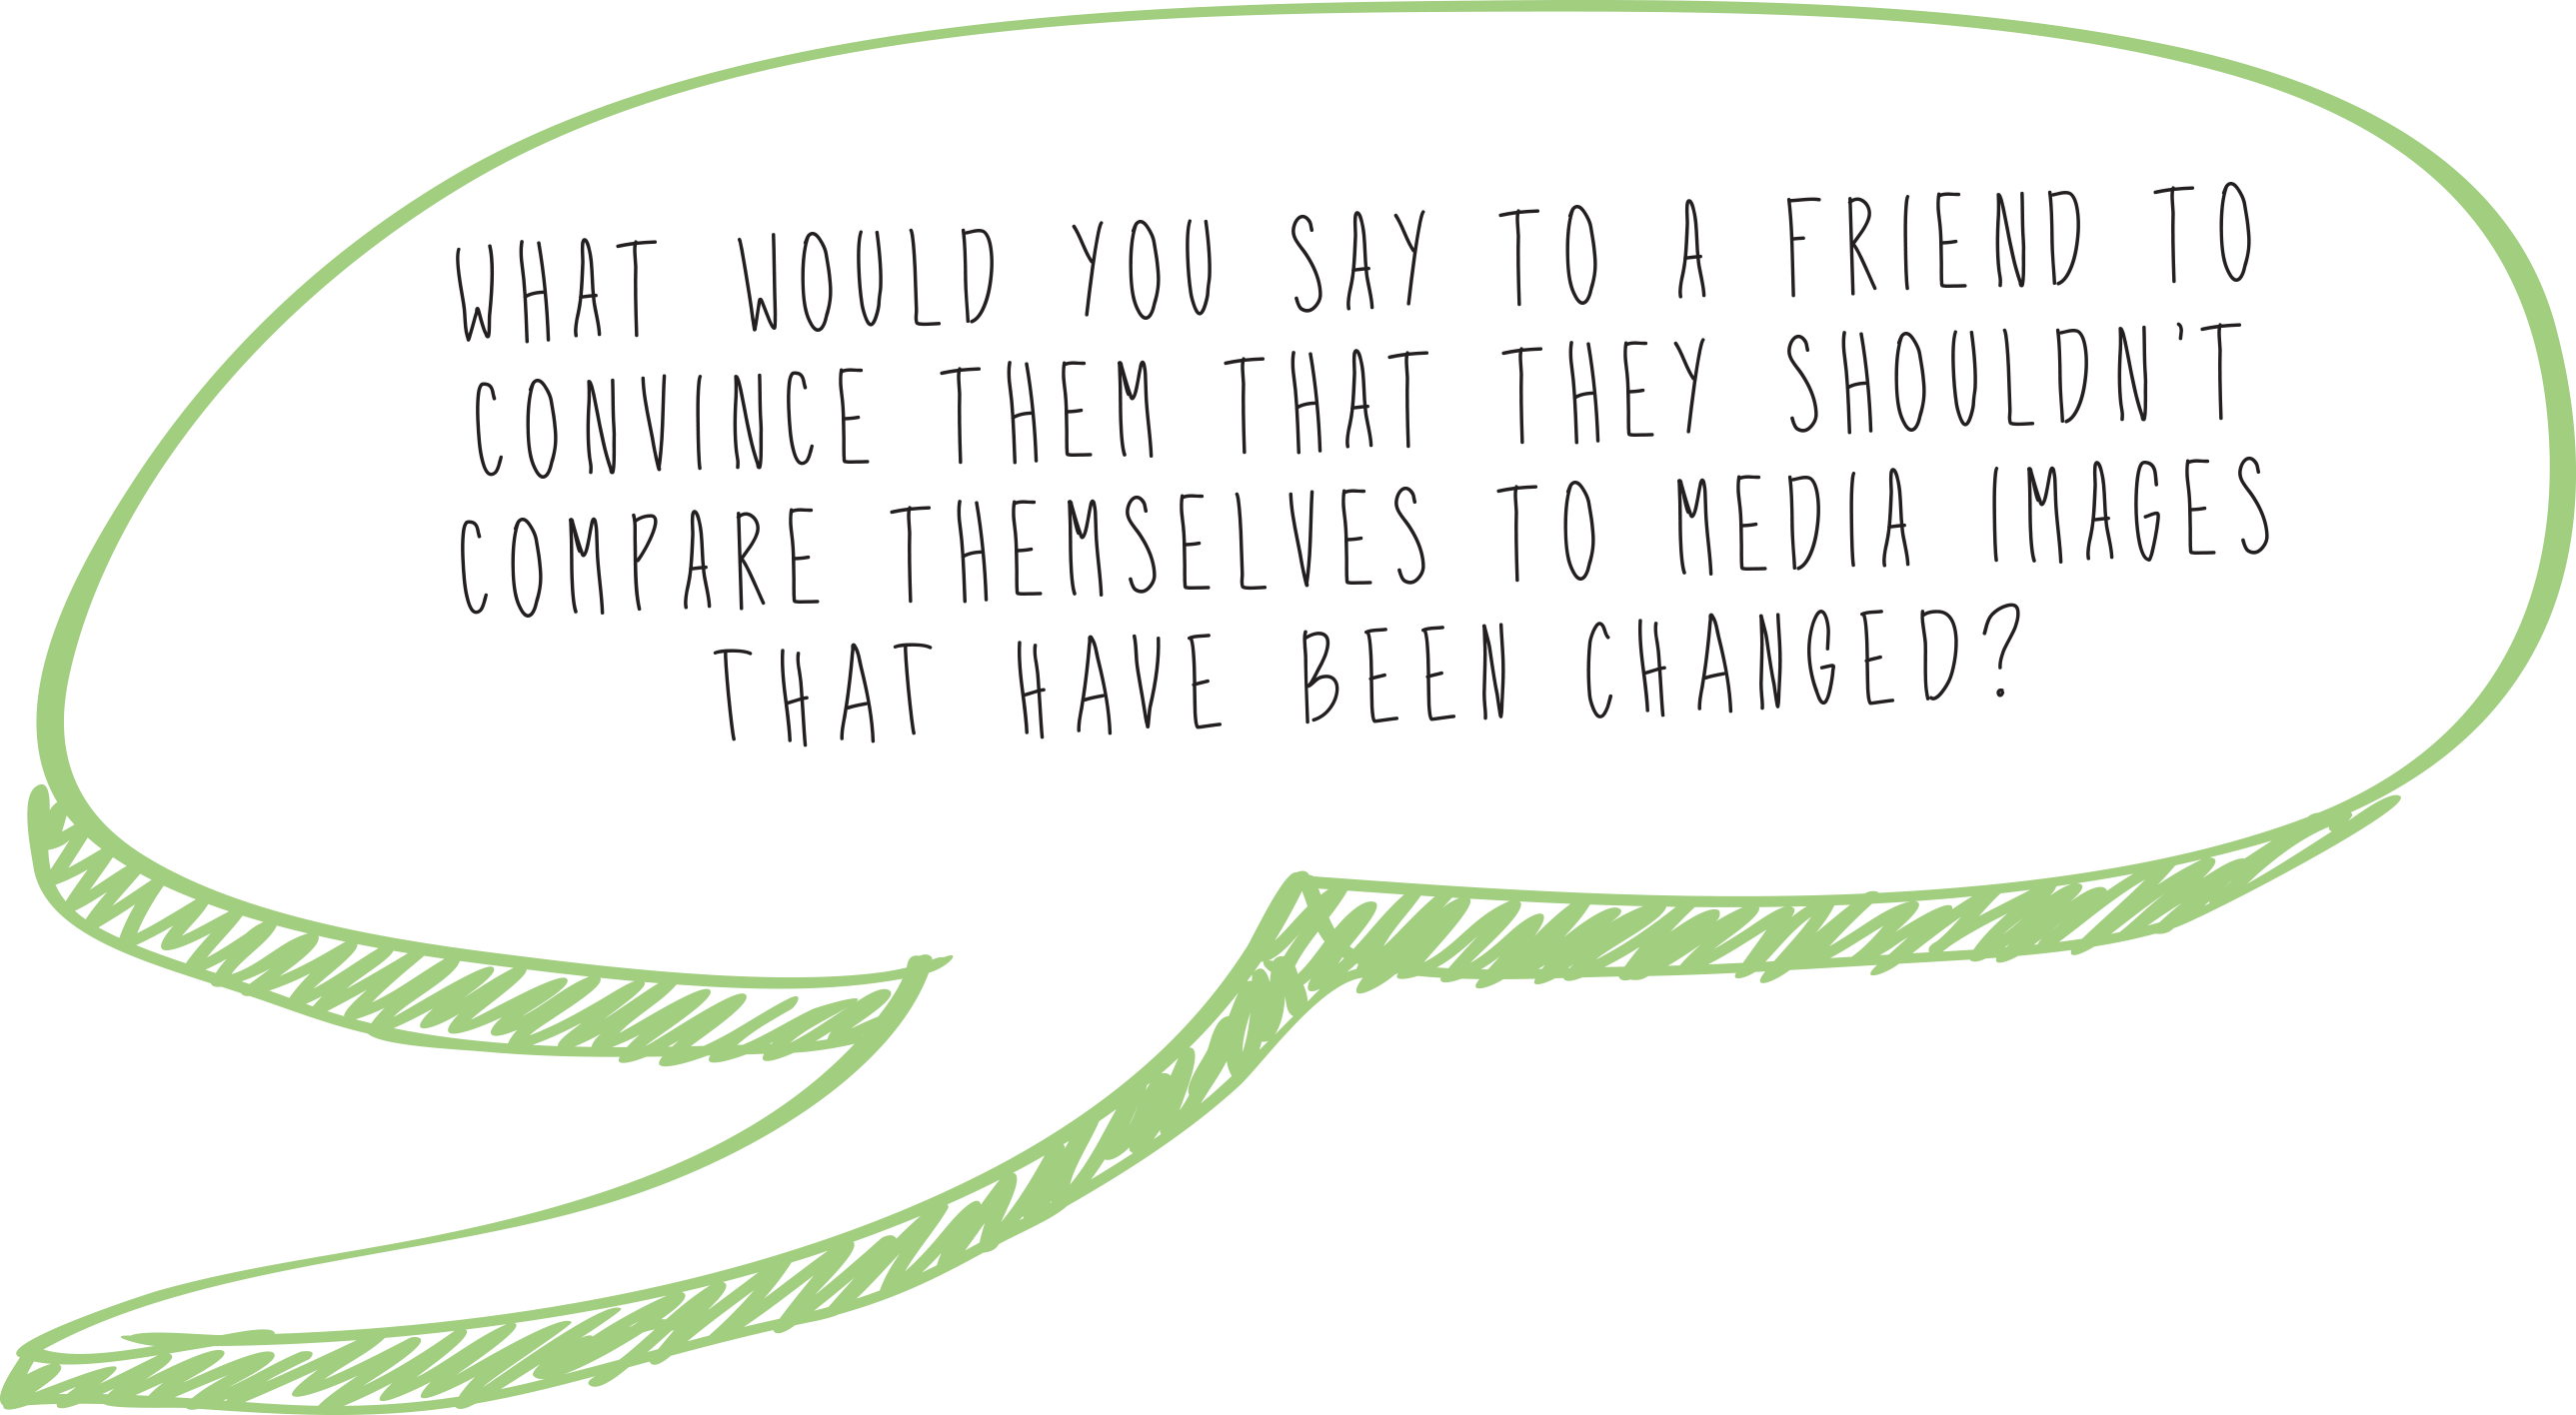 WHAT WOULD YOU SAY TO A FRIEND TO
CONVINCE THEM THAT THEY SHOULDN'T
COMPARE THEMSELVES TO MEDIA IMAGES
THAT HAVE BEEN CHANGED?